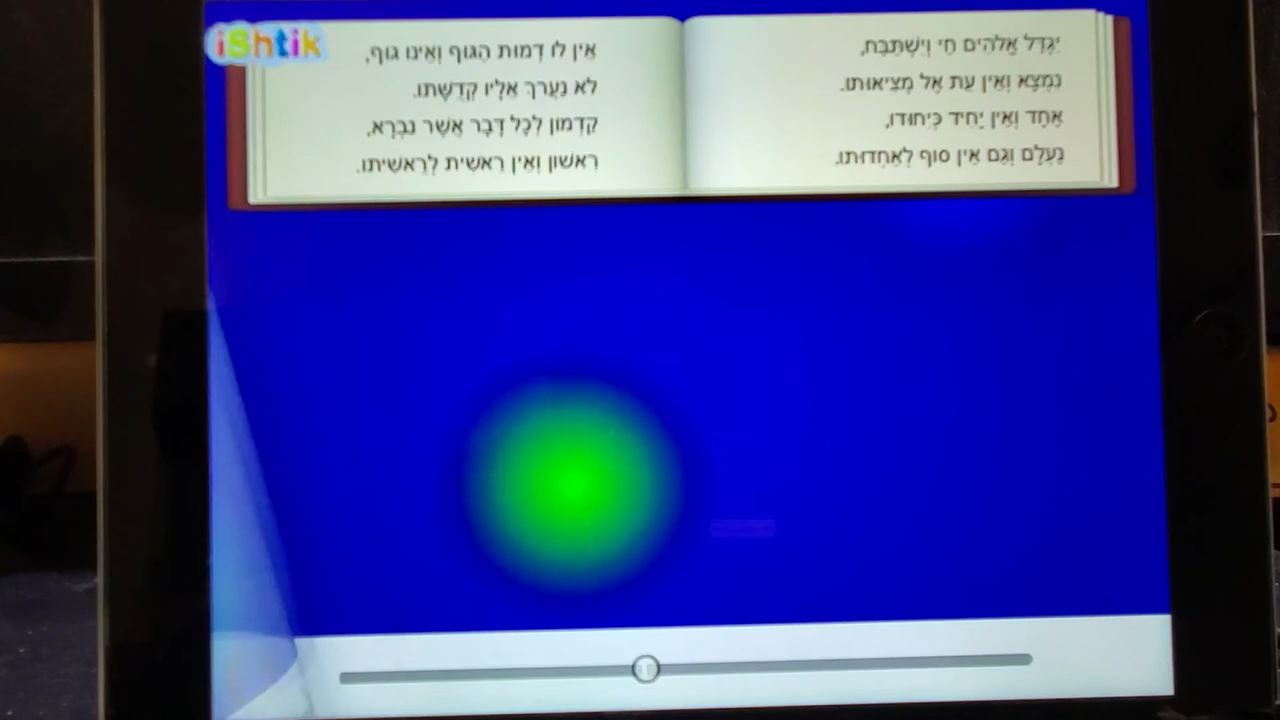 iShtik
יִגְדַּל אֱלֹהִים חַי וְיִשְׁתַּבַּח,
נִמְצָא וְאֵין עֵת אֶל מְצִיאוּתוֹ.
אֶחָד וְאֵין יָחִיד כְּיִחוּדוֹ,
נֶעְלָם וְגַם אֵין סוֹף לְאַחְדוּתוֹ.
אֵין לוֹ דְּמוּת הַגּוּף וְאֵינוֹ גוּף,
לֹא נַעֲרֹךְ אֵלָיו קְדֻשָּׁתוֹ.
קַדְמוֹן לְכָל דָּבָר אֲשֶׁר נִבְרָא,
רִאשׁוֹן וְאֵין רֵאשִׁית לְרֵאשִׁיתוֹ.